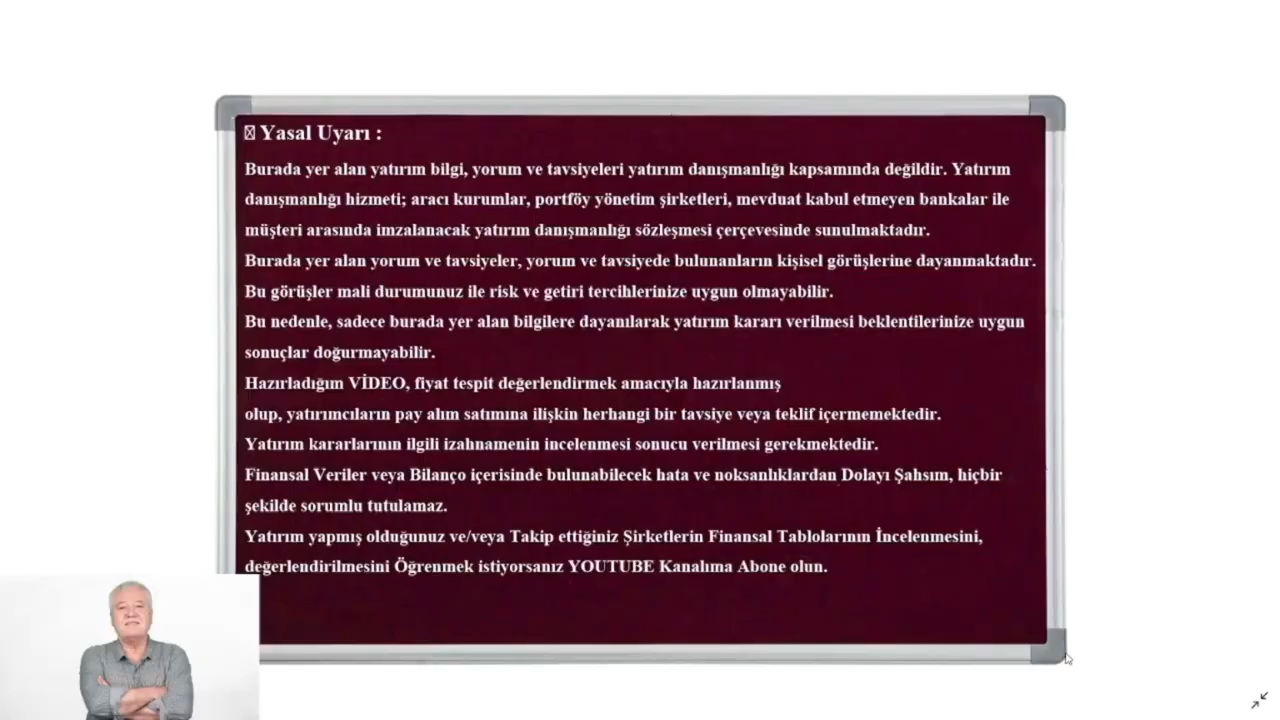 Yasal Uyarı :
Burada yer alan yatırım bilgi, yorum ve tavsiyeleri yatırım danışmanlığı kapsamında değildir. Yatırım
danışmanlığı hizmeti; aracı kurumlar, portföy yönetim şirketleri, mevduat kabul etmeyen bankalar ile
müşteri arasında imzalanacak yatırım danışmanlığı sözleşmesi çerçevesinde sunulmaktadır.
Burada yer alan yorum ve tavsiyeler, yorum ve tavsiyede bulunanların kişisel görüşlerine dayanmaktadır.
Bu görüşler mali durumunuz ile risk ve getiri tercihlerinize uygun olmayabilir.
Bu nedenle, sadece burada yer alan bilgilere dayanılarak yatırım kararı verilmesi beklentilerinize uygun
sonuçlar doğurmayabilir.
Hazırladığım VİDEO, fiyat tespit değerlendirmek amacıyla hazırlanmış
olup, yatırımcıların pay alım satımına ilişkin herhangi bir tavsiye veya teklif içermemektedir.
Yatırım kararlarının ilgili izahnamenin incelenmesi sonucu verilmesi gerekmektedir.
Finansal Veriler veya Bilanço içerisinde bulunabilecek hata ve noksanlıklardan Dolayı Şahsım, hiçbir
şekilde sorumlu tutulamaz.
Yatırım yapmış olduğunuz ve/veya Takip ettiğiniz Şirketlerin Finansal Tablolarının İncelenmesini,
değerlendirilmesini Öğrenmek istiyorsanız YOUTUBE Kanalıma Abone olun.